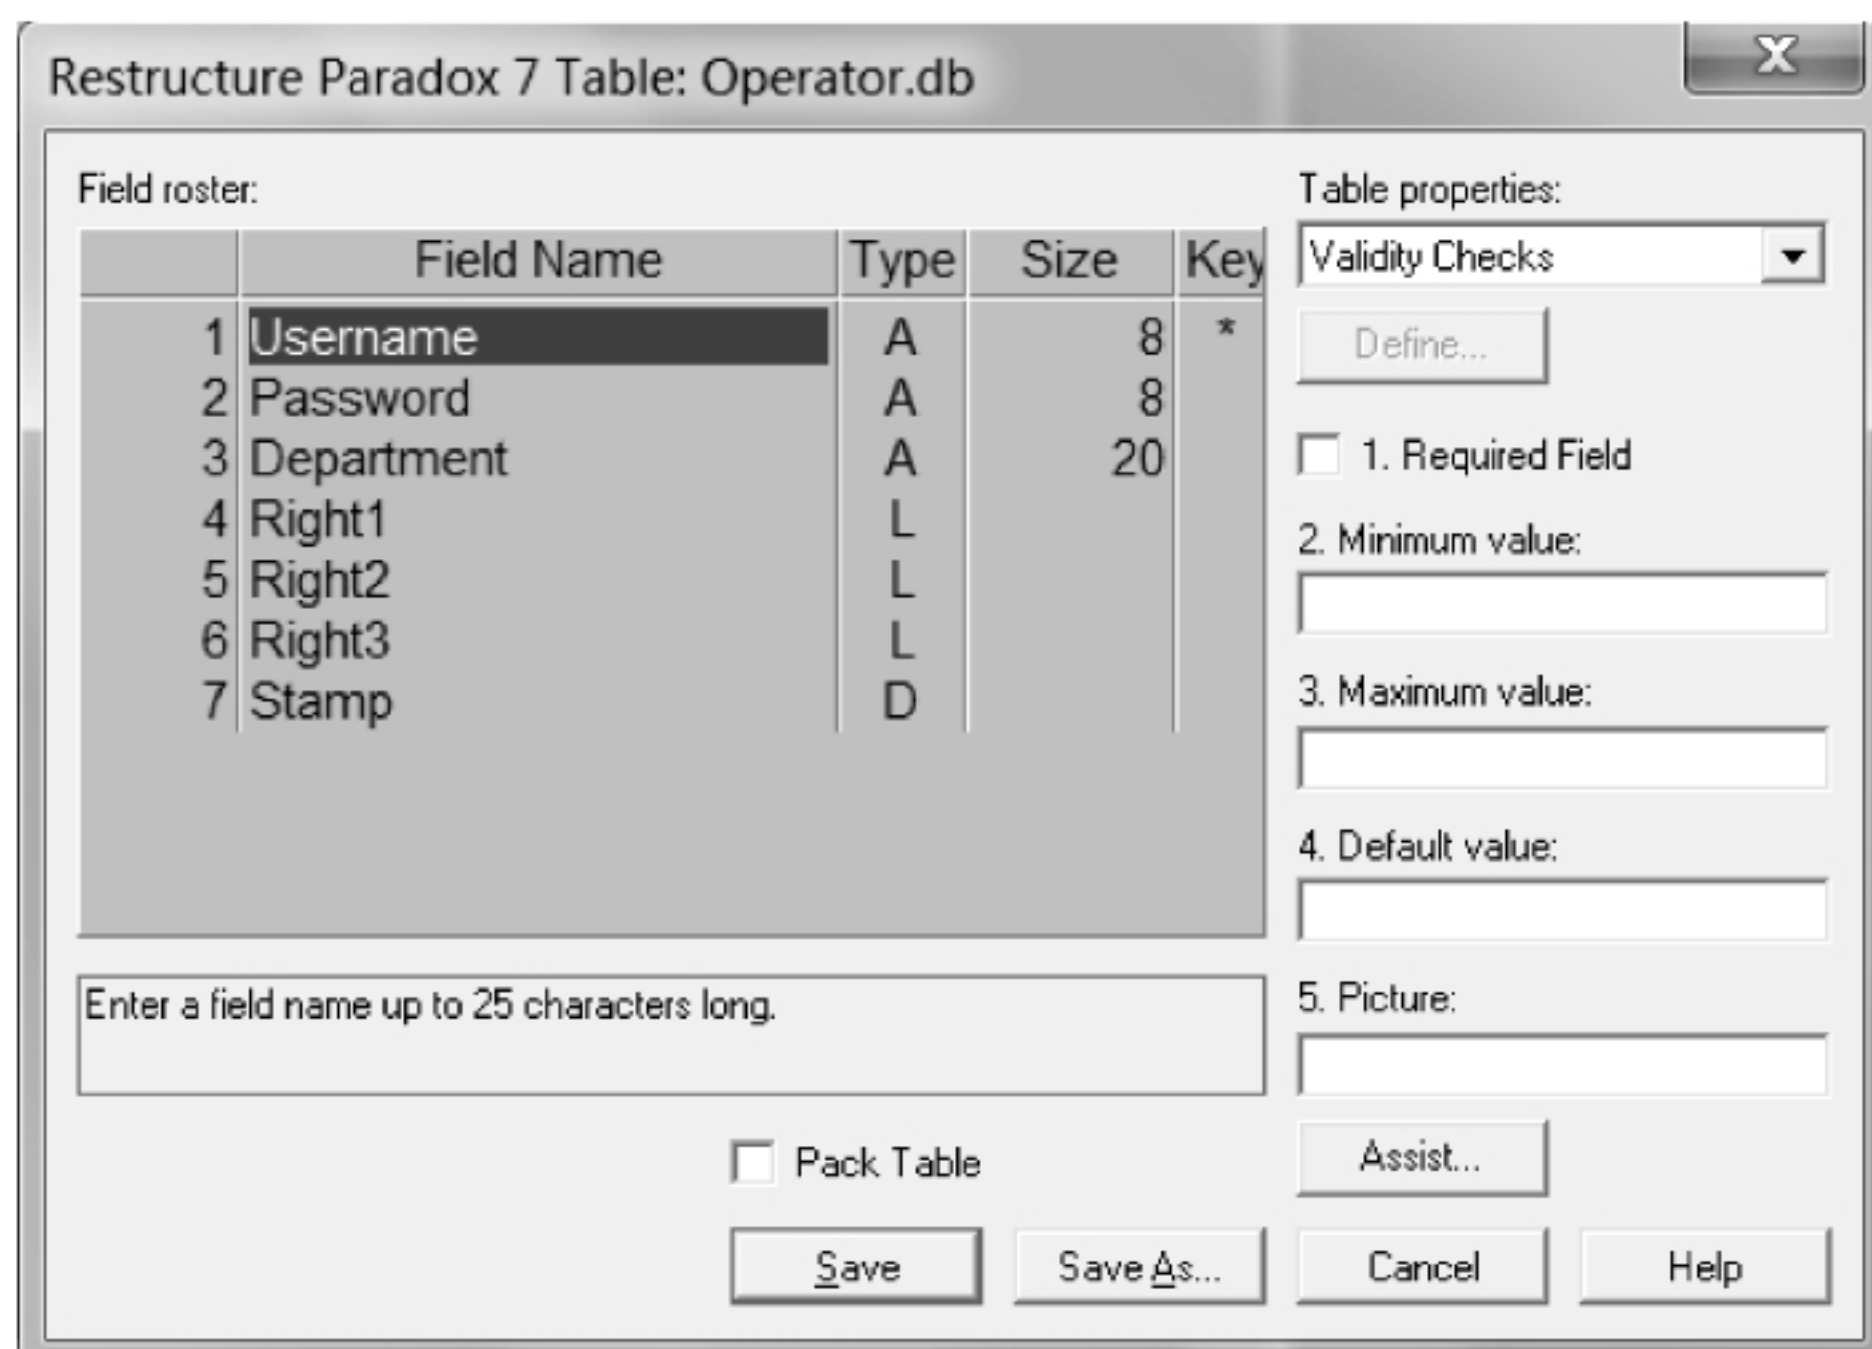 Restructure Paradox 7 Table: Operator.db
X
Field roster:
Field Name Type Size Key
1 Username A 8 *
2 Password A 8
3 Department A 20
4 Right1 L
5 Right2 L
6 Right3 L
7 Stamp D
Enter a field name up to 25 characters long.
Pack Table
Table properties:
Validity Checks
Define...
1. Required Field
2. Minimum value:
3. Maximum value:
4. Default value:
5. Picture:
Assist...
Save Save As... Cancel Help